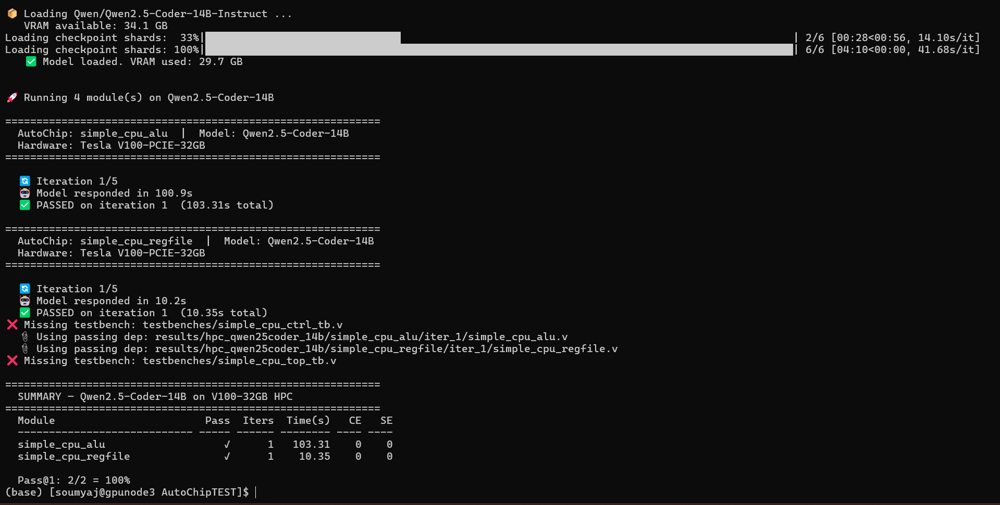 📦 Loading Qwen/Qwen2.5-Coder-14B-Instruct ...
   VRAM available: 34.1 GB
Loading checkpoint shards:  33%| | 2/6 [00:28<00:56, 14.10s/it]
Loading checkpoint shards: 100%| | 6/6 [04:10<00:00, 41.68s/it]
   ✅ Model loaded. VRAM used: 29.7 GB
🚀 Running 4 module(s) on Qwen2.5-Coder-14B
============================================================
  AutoChip: simple_cpu_alu  |  Model: Qwen2.5-Coder-14B
  Hardware: Tesla V100-PCIE-32GB
============================================================
  🔄 Iteration 1/5
  🤖 Model responded in 100.9s
  ✅ PASSED on iteration 1  (103.31s total)
============================================================
  AutoChip: simple_cpu_regfile  |  Model: Qwen2.5-Coder-14B
  Hardware: Tesla V100-PCIE-32GB
============================================================
  🔄 Iteration 1/5
  🤖 Model responded in 10.2s
  ✅ PASSED on iteration 1  (10.35s total)
❌ Missing testbench: testbenches/simple_cpu_ctrl_tb.v
  📎 Using passing dep: results/hpc_qwen25coder_14b/simple_cpu_alu/iter_1/simple_cpu_alu.v
  📎 Using passing dep: results/hpc_qwen25coder_14b/simple_cpu_regfile/iter_1/simple_cpu_regfile.v
❌ Missing testbench: testbenches/simple_cpu_top_tb.v
============================================================
  SUMMARY — Qwen2.5-Coder-14B on V100-32GB HPC
============================================================
  Module                        Pass  Iters  Time(s)   CE   SE
  ---------------------------- ----- ------ -------- ---- ----
  simple_cpu_alu                   √      1   103.31    0    0
  simple_cpu_regfile               √      1    10.35    0    0
  Pass@1: 2/2 = 100%
(base) [soumyaj@gpunode3 AutoChipTEST]$